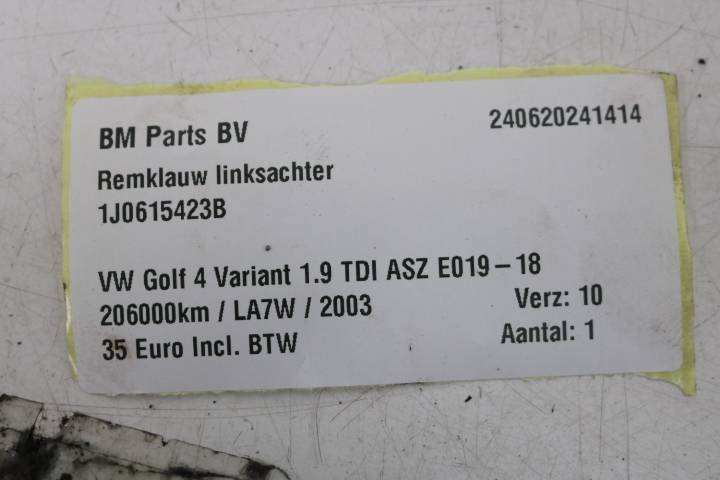 BM Parts BV 240620241414
Remklauw linksachter
1J0615423B
VW Golf 4 Variant 1.9 TDI ASZ E019-18
206000km / LA7W / 2003 Verz: 10
35 Euro Incl. BTW Aantal: 1